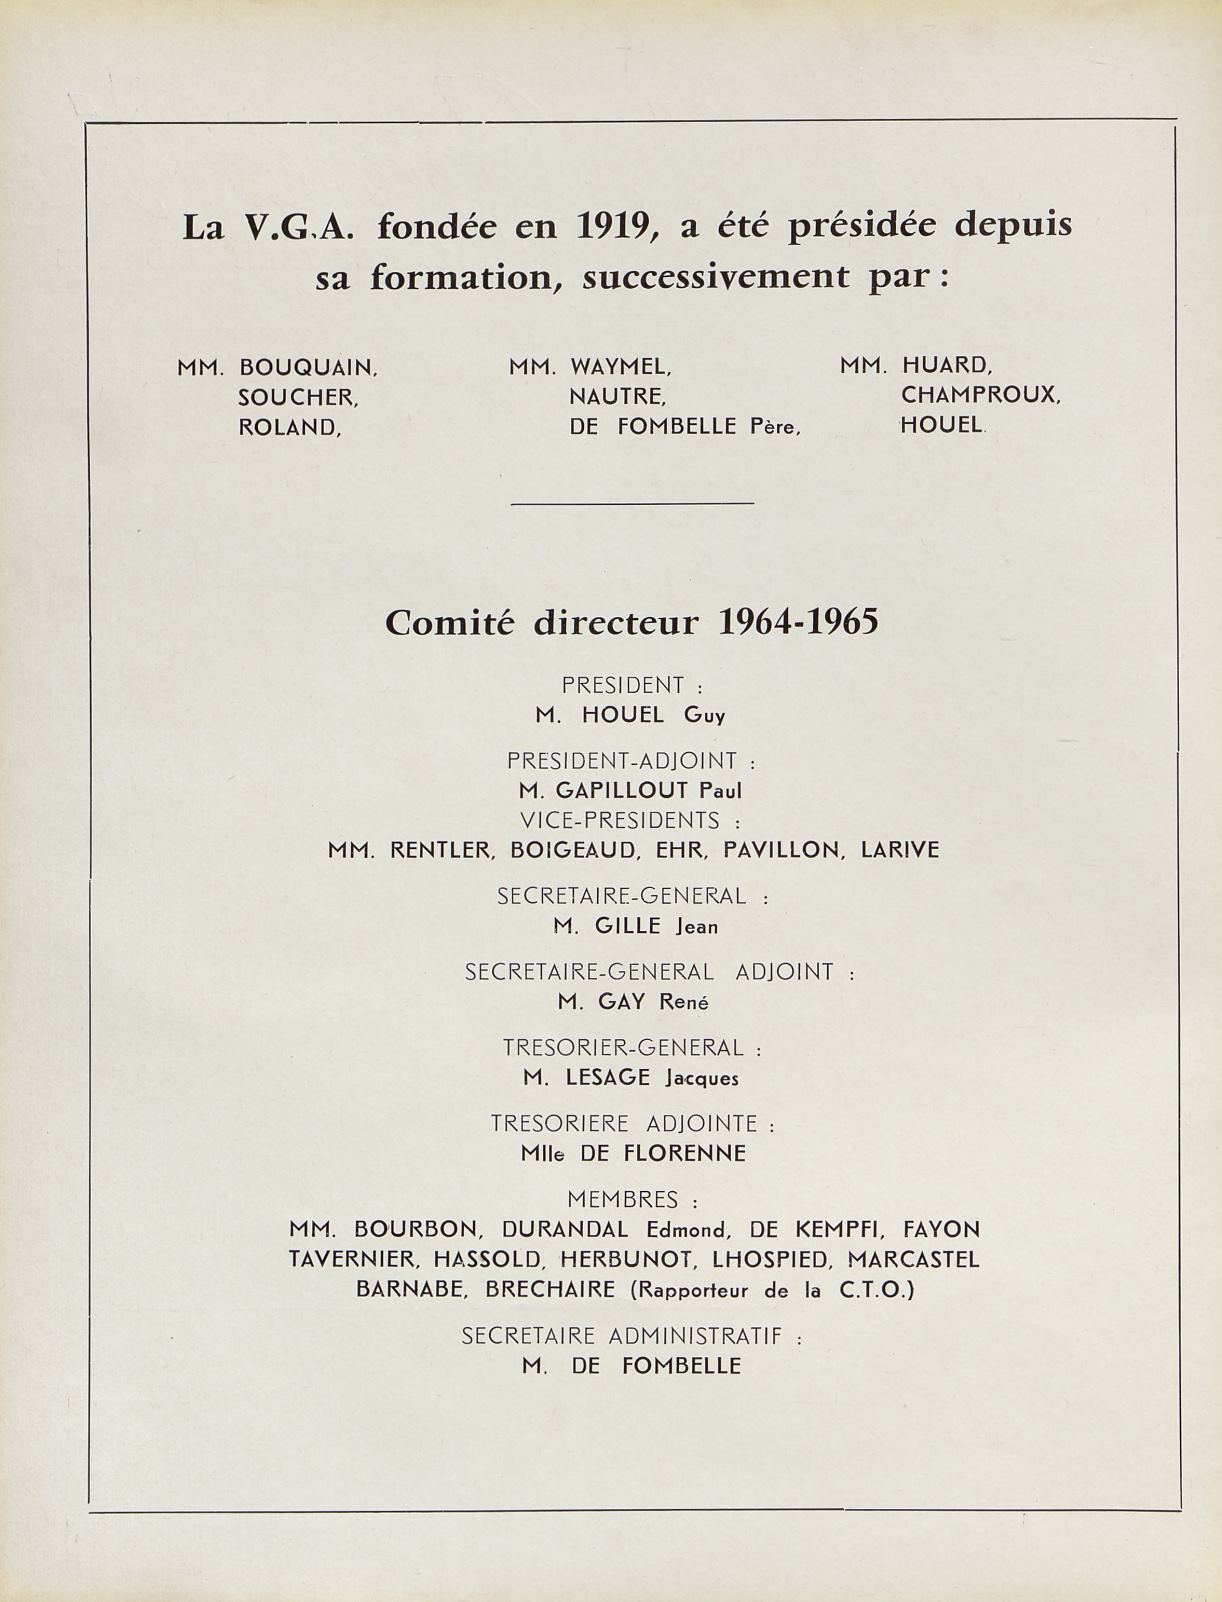 La V.G.A. fondée en 1919, a été présidée depuis
sa formation, successivement par :
MM. BOUQUAIN,
SOUCHER,
ROLAND,
MM. WAYMEL,
NAUTRE,
DE FOMBELLE Père,
MM. HUARD,
CHAMPROUX,
HOUEL.
Comité directeur 1964-1965
PRESIDENT :
M. HOUEL Guy
PRESIDENT-ADJOINT :
M. GAPILLOUT Paul
VICE-PRESIDENTS :
MM. RENTLER, BOIGEAUD, EHR, PAVILLON, LARIVE
SECRETAIRE-GENERAL :
M. GILLE Jean
SECRETAIRE-GENERAL ADJOINT :
M. GAY René
TRESORIER-GENERAL :
M. LESAGE Jacques
TRESORIERE ADJOINTE :
Mlle DE FLORENNE
MEMBRES :
MM. BOURBON, DURANDAL Edmond, DE KEMPFI, FAYON
TAVERNIER, HASSOLD, HERBUNOT, LHOSPIED, MARCASTEL
BARNABE, BRECHAIRE (Rapporteur de la C.T.O.)
SECRETAIRE ADMINISTRATIF :
M. DE FOMBELLE